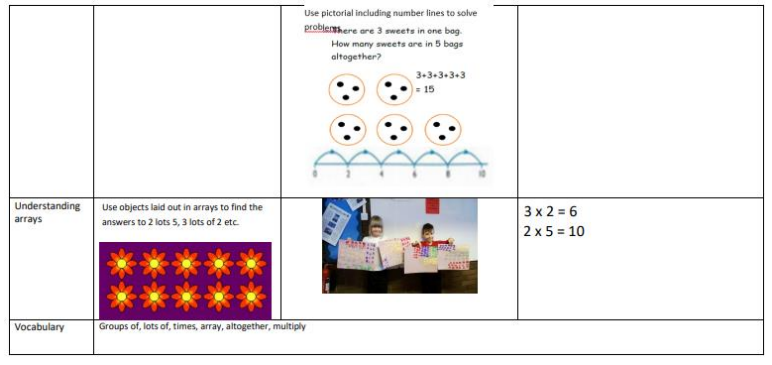 Use pictorial including number lines to solve
problems
There are 3 sweets in one bag.
How many sweets are in 5 bags
altogether?
3+3+3+3+3
= 15
0 2 4 6 8 10
Understanding
arrays
Use objects laid out in arrays to find the
answers to 2 lots 5, 3 lots of 2 etc.
3 x 2 = 6
2 x 5 = 10
Vocabulary
Groups of, lots of, times, array, altogether, multiply